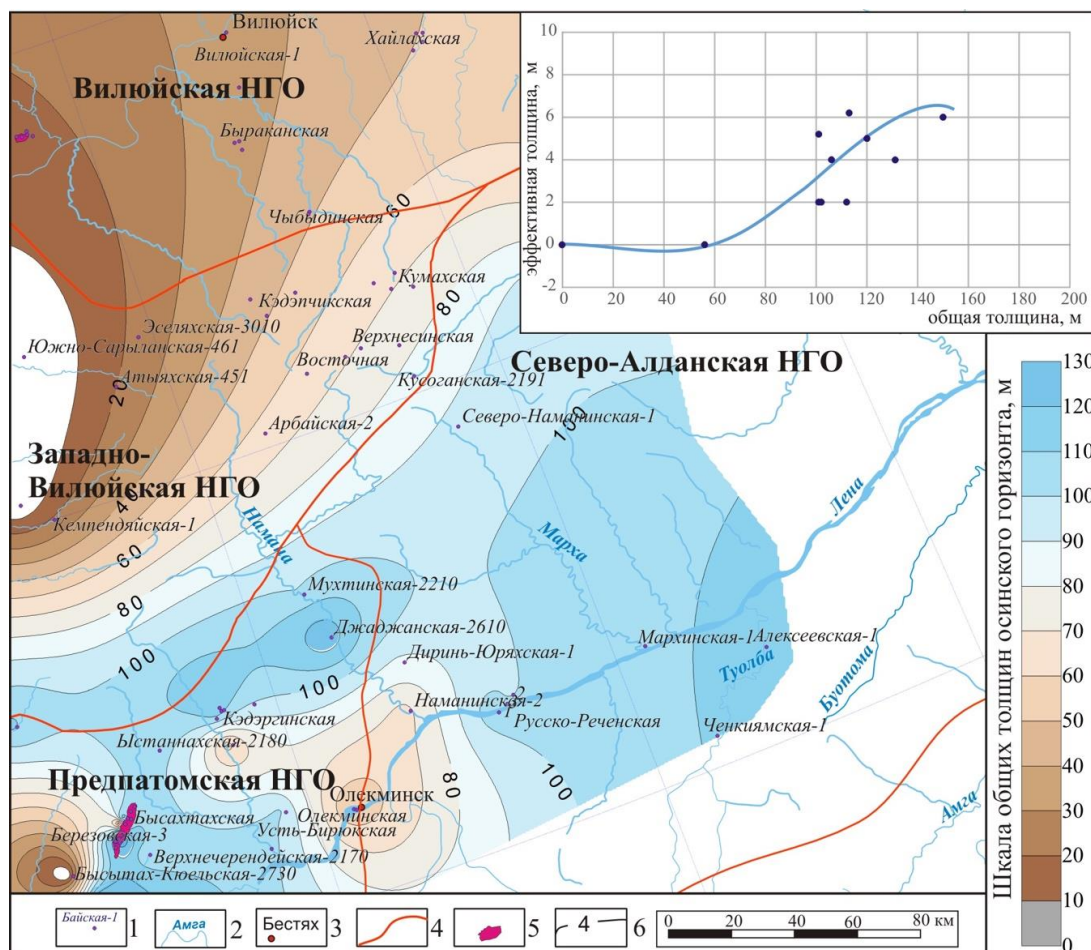 Вилюйск
Вилюйская-1
Хайлахская
Вилюйская НГО
Быраканская
Чыбыдинская
60
Кумахская
Кэдэпчикская
80
Эселяхская-3010
Верхнесинская
Южно-Сарыланская-461
Восточная
Атыяхская-451
Кусоганская-2191
20
Северо-Алданская НГО
Северо-Наманинская-1
100
Арбайская-2
Западно-
Вилюйская НГО
40
Кемпендяйская-1
Намана
Марха
Лена
60
80
Мухтинская-2210
Джаджанская-2610
Мархинская-1
Алексеевская-1
Диринь-Юряхская-1
Туолба
Буотома
100
100
Наманинская-2
2
1
Русско-Реченская
Кэдэргинская
Ченкиямская-1
Ыстаннахская-2180
100
80
Предпатомская НГО
Олекминск
Бысахтахская
Олекминская
Березовская-3
Усть-Бирюкская
Амга
Верхнечерендейская-2170
Бысытах-Кюельская-2730
эффективная толщина, м
10
8
6
4
2
0
-2
0 20 40 60 80 100 120 140 160 180 200
общая толщина, м
Шкала общих толщин осинского горизонта, м
130
120
110
100
90
80
70
60
50
40
30
20
10
0
Байская-1 1 Амга 2 Бестях 3 4 5 4 6
0 20 40 60 80 км